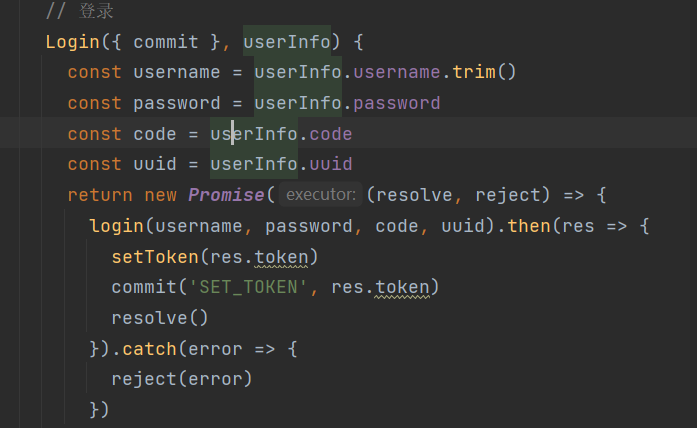 // 登录
Login({ commit }, userInfo) {
const username = userInfo.username.trim()
const password = userInfo.password
const code = userInfo.code
const uuid = userInfo.uuid
return new Promise( executor: (resolve, reject) => {
login(username, password, code, uuid).then(res => {
setToken(res.token)
commit('SET_TOKEN', res.token)
resolve()
}).catch(error => {
reject(error)
})